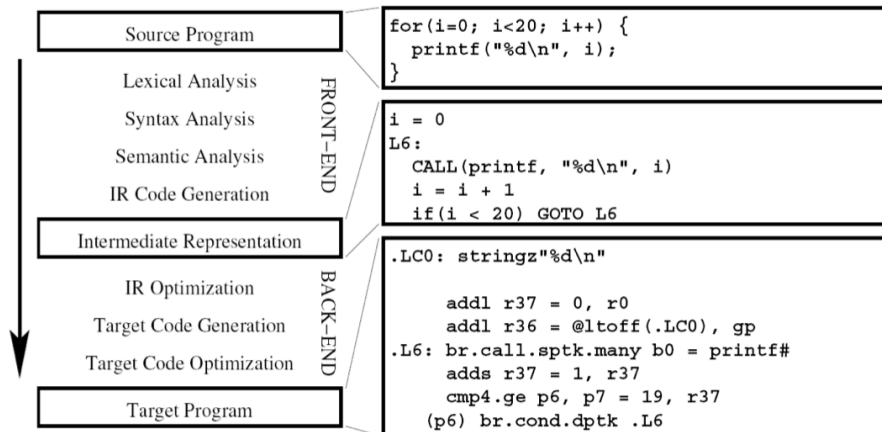 Source Program
Lexical Analysis
Syntax Analysis
Semantic Analysis
IR Code Generation
FRONT-END
Intermediate Representation
IR Optimization
Target Code Generation
Target Code Optimization
BACK-END
Target Program
for(i=0; i<20; i++) {
  printf("%d\n", i);
}
i = 0
L6:
  CALL(printf, "%d\n", i)
  i = i + 1
  if(i < 20) GOTO L6
.LC0: stringz"%d\n"
     addl r37 = 0, r0
     addl r36 = @ltoff(.LC0), gp
.L6: br.call.sptk.many b0 = printf#
     adds r37 = 1, r37
     cmp4.ge p6, p7 = 19, r37
   (p6) br.cond.dptk .L6